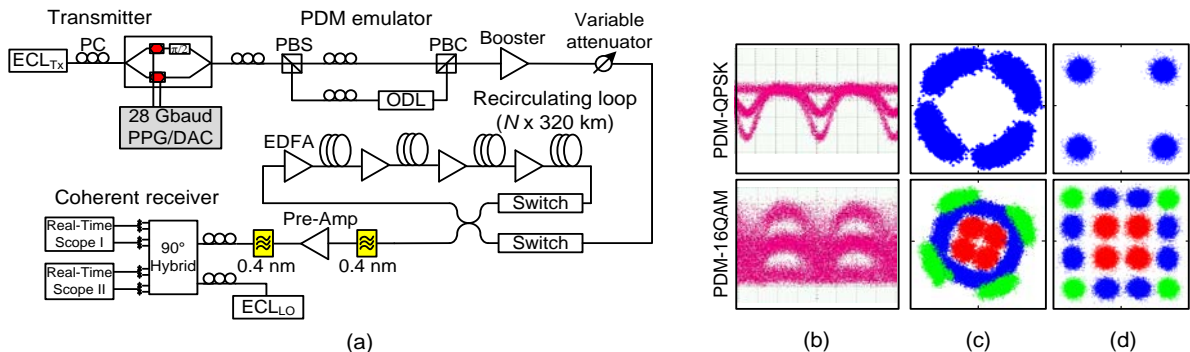 Transmitter
PDM emulator
ECLTx
PC
π/2
28 Gbaud
PPG/DAC
PBS
PBC
ODL
Booster
Variable
attenuator
Recirculating loop
(N x 320 km)
EDFA
Switch
Switch
Coherent receiver
Real-Time
Scope I
Real-Time
Scope II
90°
Hybrid
Pre-Amp
0.4 nm
0.4 nm
ECLLO
(a)
PDM-QPSK
PDM-16QAM
(b)
(c)
(d)